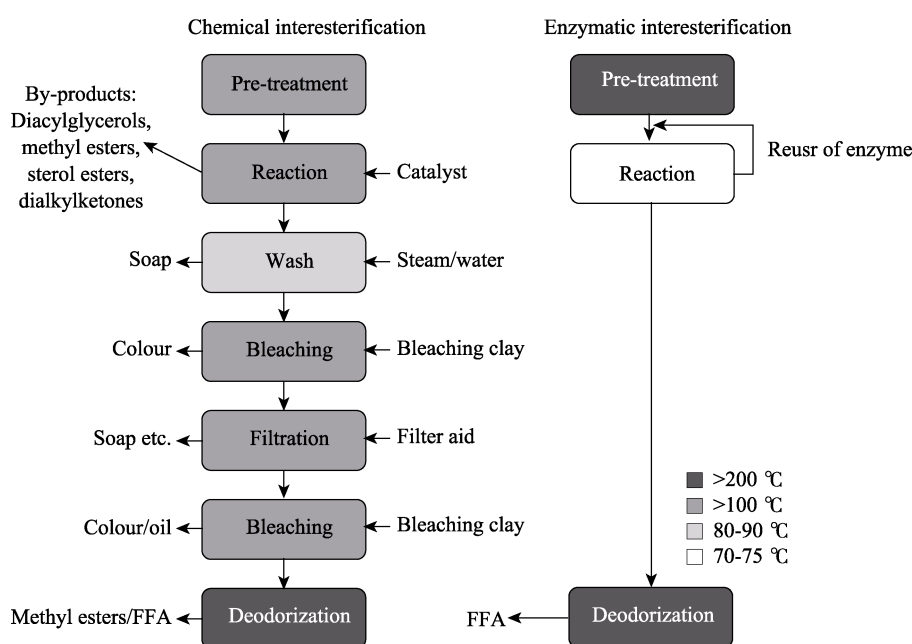 Chemical interesterification
Pre-treatment
By-products:
Diacylglycerols,
methyl esters,
sterol esters,
dialkylketones
Reaction
Catalyst
Soap
Wash
Steam/water
Colour
Bleaching
Bleaching clay
Soap etc.
Filtration
Filter aid
Colour/oil
Bleaching
Bleaching clay
Methyl esters/FFA
Deodorization
Enzymatic interesterification
Pre-treatment
Reusr of enzyme
Reaction
>200 ℃
>100 ℃
80-90 ℃
70-75 ℃
FFA
Deodorization